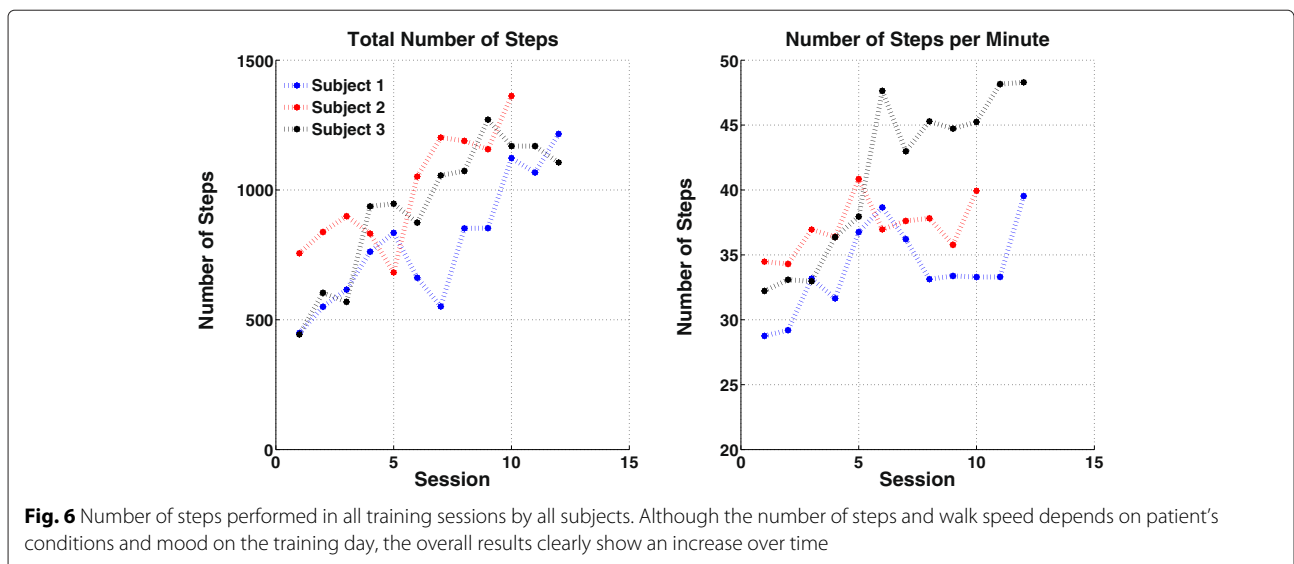 Total Number of Steps
1500
1000
500
0
Number of Steps
Subject 1
Subject 2
Subject 3
0 5 10 15
Session
Number of Steps per Minute
50
45
40
35
30
25
20
Number of Steps
0 5 10 15
Session
Fig. 6 Number of steps performed in all training sessions by all subjects. Although the number of steps and walk speed depends on patient's
conditions and mood on the training day, the overall results clearly show an increase over time